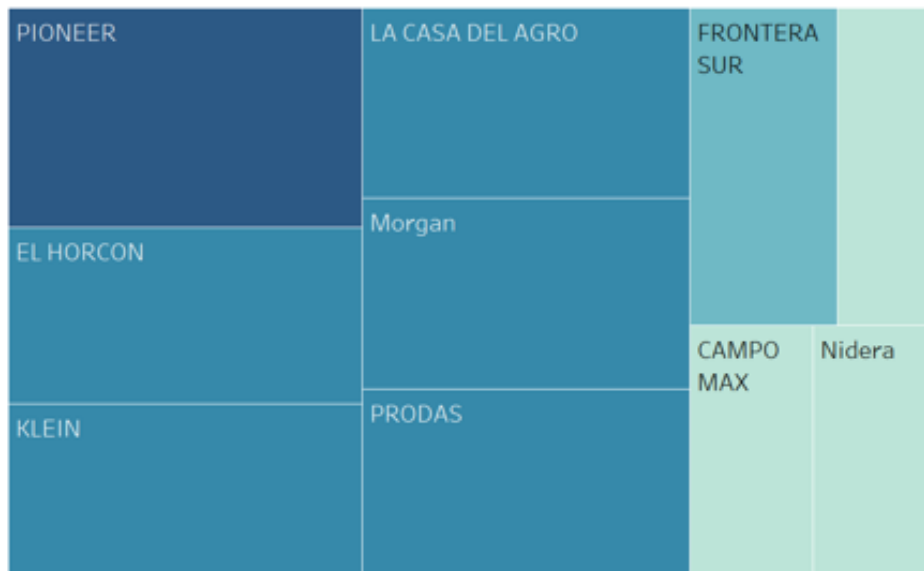 PIONEER
LA CASA DEL AGRO
FRONTERA
SUR
EL HORCON
Morgan
KLEIN
PRODAS
CAMPO
MAX
Nidera